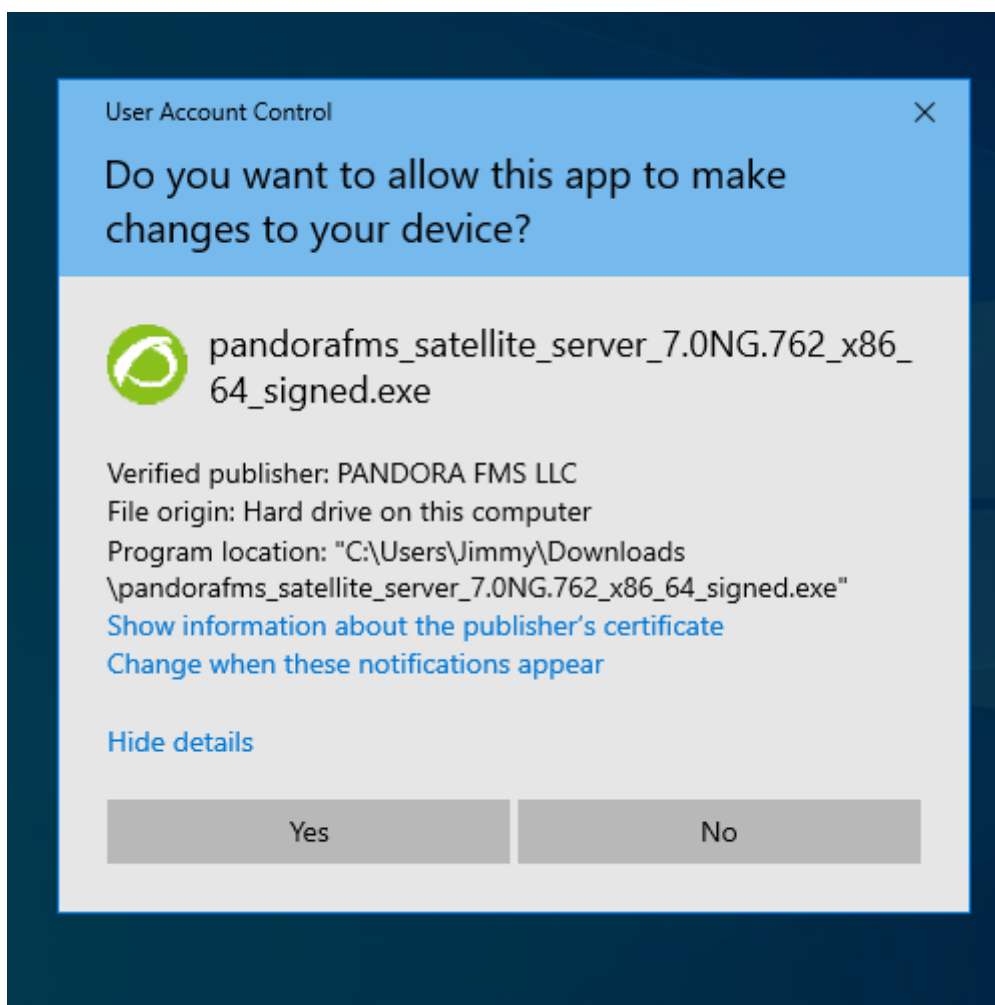 User Account Control
Do you want to allow this app to make
changes to your device?
pandorafms_satellite_server_7.0NG.762_x86_
64_signed.exe
Verified publisher: PANDORA FMS LLC
File origin: Hard drive on this computer
Program location: "C:\Users\Jimmy\Downloads
\pandorafms_satellite_server_7.0NG.762_x86_64_signed.exe"
Show information about the publisher's certificate
Change when these notifications appear
Hide details
Yes
No